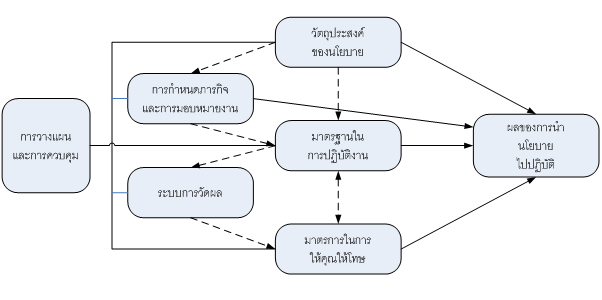 วัตถุประสงค์
ของนโยบาย
การกำหนดภารกิจ
และการมอบหมายงาน
การวางแผน
และการควบคุม
มาตรฐานใน
การปฏิบัติงาน
ผลของการนำ
นโยบาย
ไปปฏิบัติ
ระบบการวัดผล
มาตรการในการ
ให้คุณให้โทษ